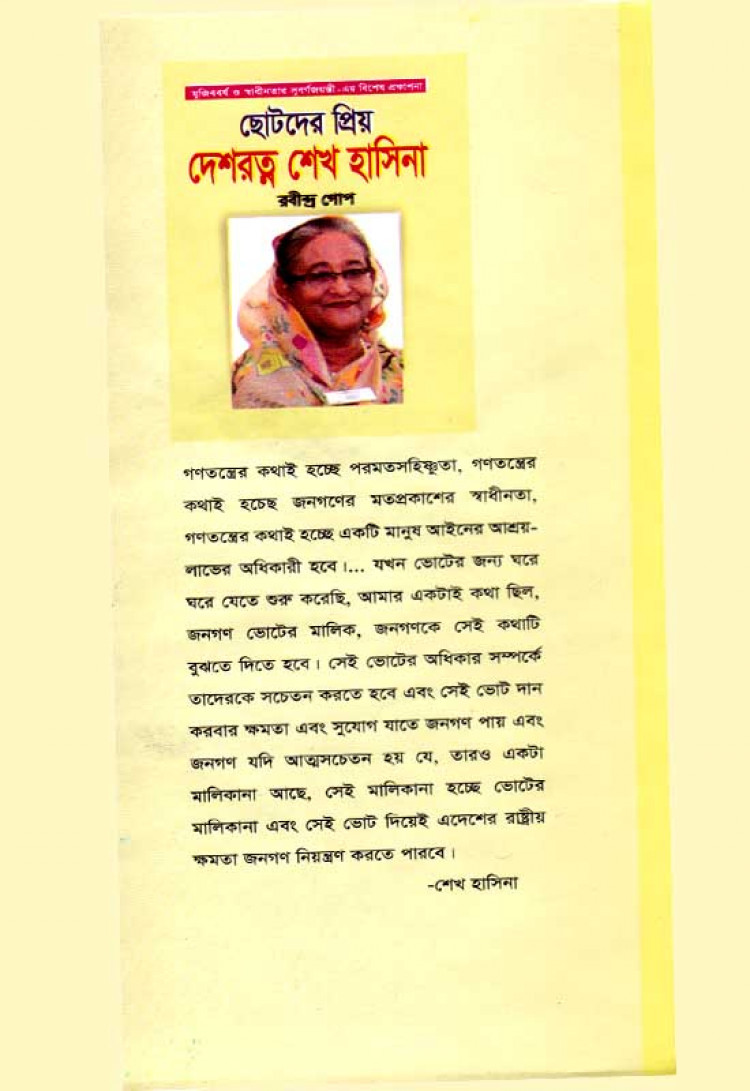 মুজিববর্ষ ও স্বাধীনতার সুবর্ণজয়ন্তী-এর বিশেষ প্রকাশনা
ছোটদের প্রিয়
দেশরত্ন শেখ হাসিনা
রবীন্দ্র গোপ
গণতন্ত্রের কথাই হচ্ছে পরমতসহিষ্ণুতা, গণতন্ত্রের
কথাই হচেছ জনগণের মতপ্রকাশের স্বাধীনতা,
গণতন্ত্রের কথাই হচ্ছে একটি মানুষ আইনের আশ্রয়-
লাভের অধিকারী হবে।... যখন ভোটের জন্য ঘরে
ঘরে যেতে শুরু করেছি, আমার একটাই কথা ছিল,
জনগণ ভোটের মালিক, জনগণকে সেই কথাটি
বুঝতে দিতে হবে। সেই ভোটের অধিকার সম্পর্কে
তাদেরকে সচেতন করতে হবে এবং সেই ভোট দান
করবার ক্ষমতা এবং সুযোগ যাতে জনগণ পায় এবং
জনগণ যদি আত্মসচেতন হয় যে, তারও একটা
মালিকানা আছে, সেই মালিকানা হচ্ছে ভোটের
মালিকানা এবং সেই ভোট দিয়েই এদেশের রাষ্ট্রীয়
ক্ষমতা জনগণ নিয়ন্ত্রণ করতে পারবে।
-শেখ হাসিনা